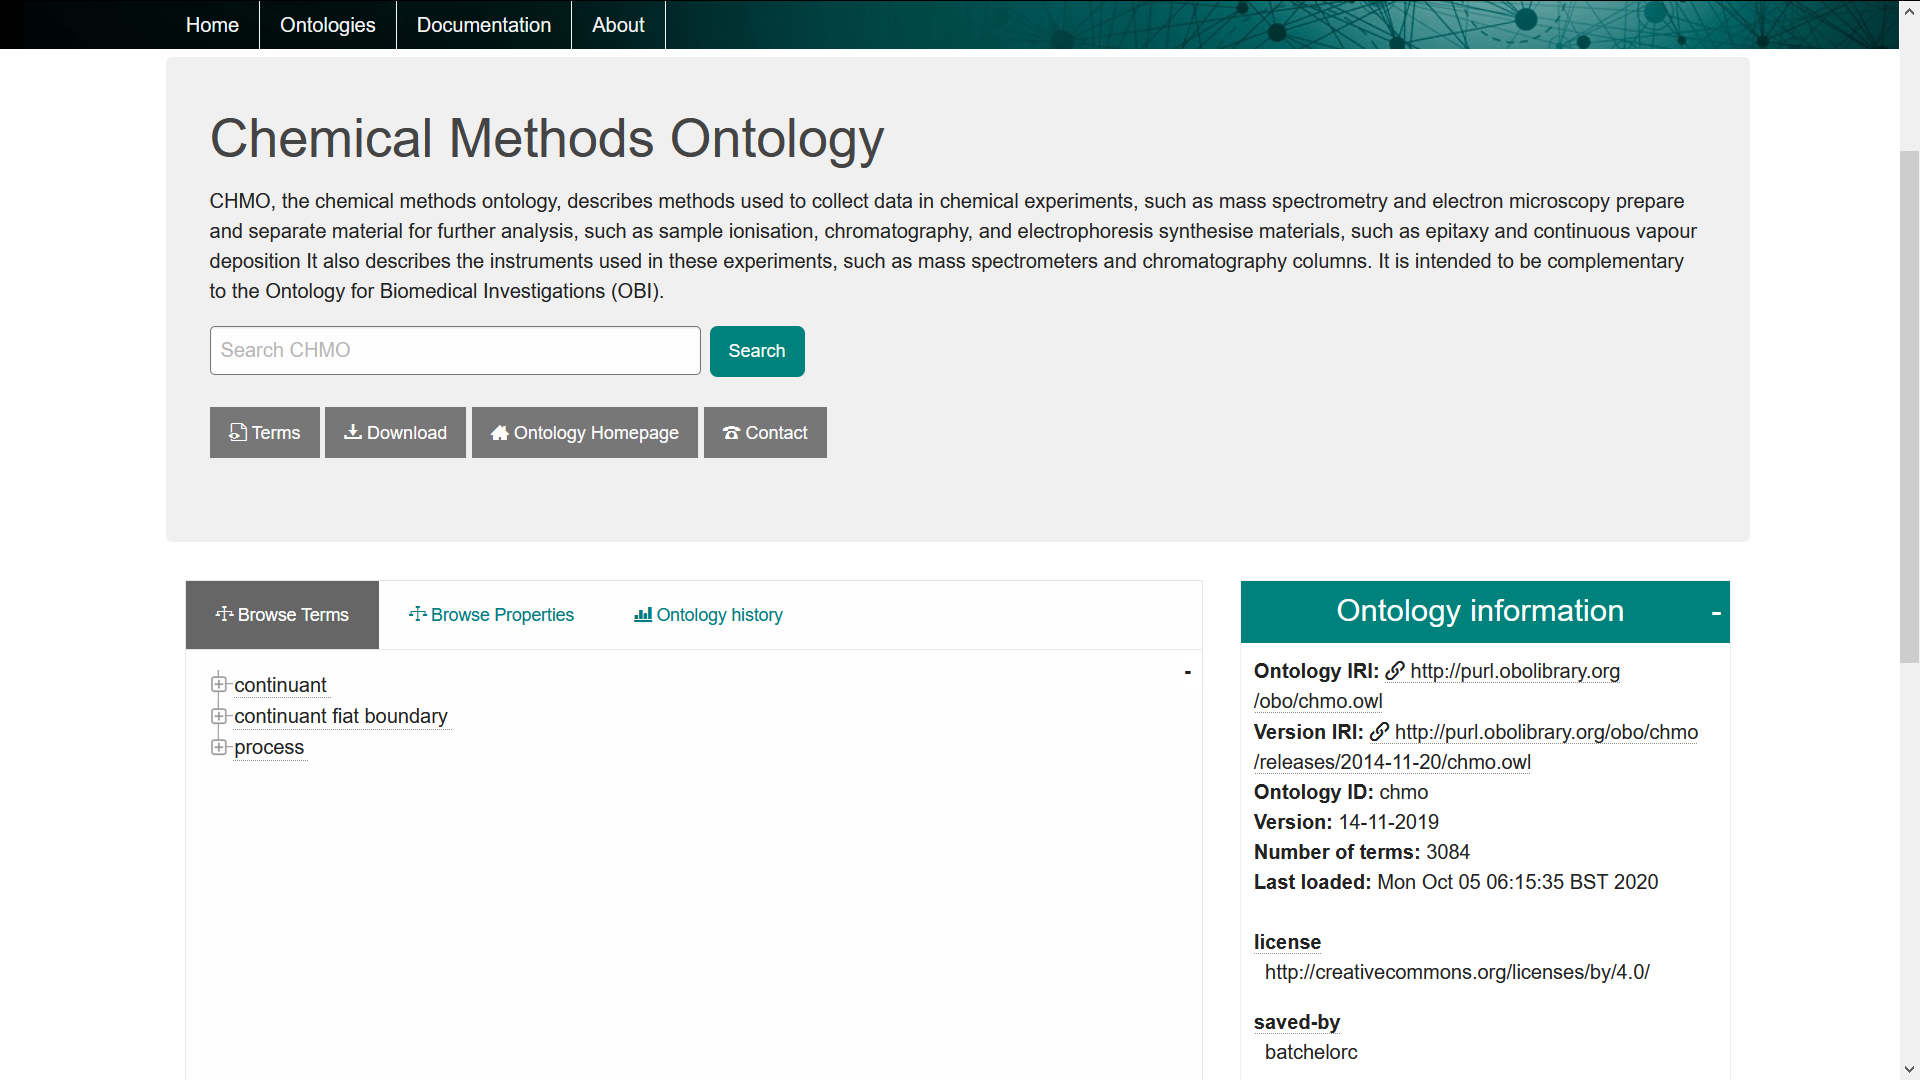 Home
Ontologies
Documentation
About
Chemical Methods Ontology
CHMO, the chemical methods ontology, describes methods used to collect data in chemical experiments, such as mass spectrometry and electron microscopy prepare
and separate material for further analysis, such as sample ionisation, chromatography, and electrophoresis synthesise materials, such as epitaxy and continuous vapour
deposition It also describes the instruments used in these experiments, such as mass spectrometers and chromatography columns. It is intended to be complementary
to the Ontology for Biomedical Investigations (OBI).
Search CHMO
Search
Terms
Download
Ontology Homepage
Contact
Browse Terms
Browse Properties
Ontology history
-
continuant
continuant fiat boundary
process
Ontology information
-
Ontology IRI: http://purl.obolibrary.org
/obo/chmo.owl
Version IRI: http://purl.obolibrary.org/obo/chmo
/releases/2014-11-20/chmo.owl
Ontology ID: chmo
Version: 14-11-2019
Number of terms: 3084
Last loaded: Mon Oct 05 06:15:35 BST 2020
license
http://creativecommons.org/licenses/by/4.0/
saved-by
batchelorc